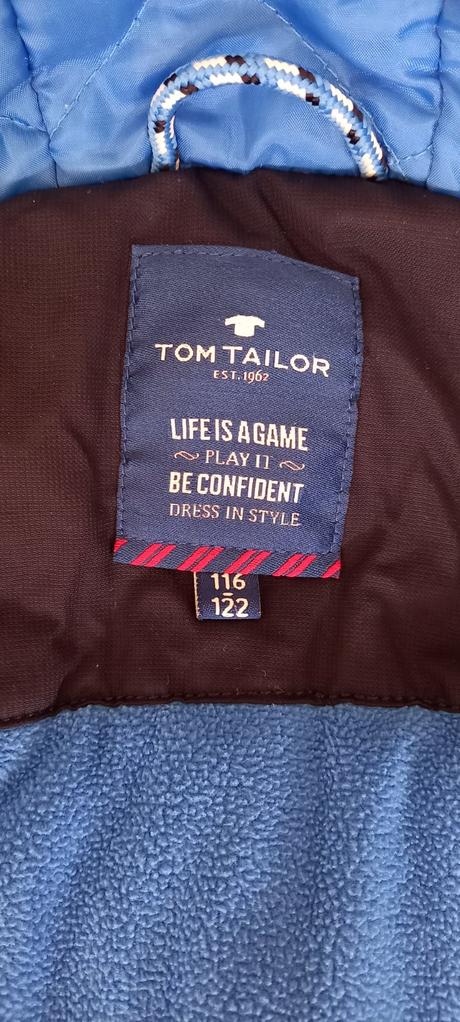 TOM TAILOR
EST. 1962
LIFE IS A GAME
~ PLAY IT ~
BE CONFIDENT
DRESS IN STYLE
116
-
122